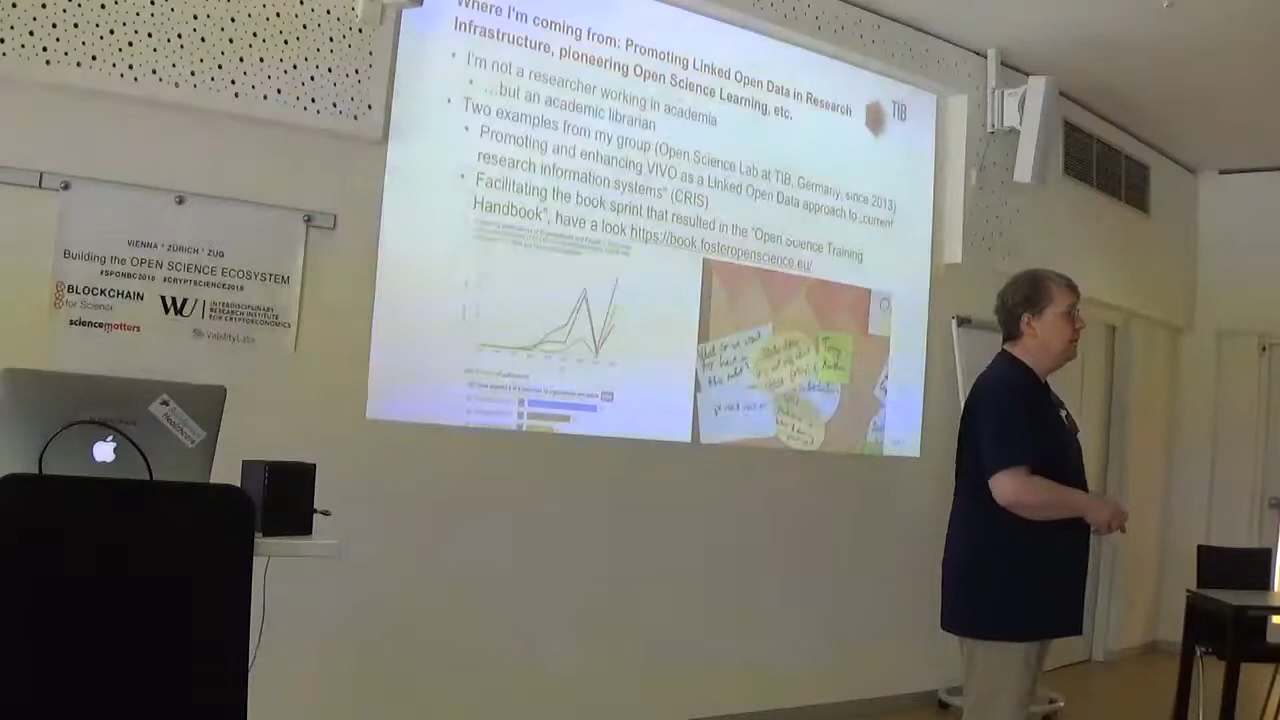 Where I'm coming from: Promoting Linked Open Data in Research
Infrastructure, pioneering Open Science Learning, etc.
TIB
• I'm not a researcher working in academia
• …but an academic librarian
• Two examples from my group (Open Science Lab at TIB, Germany, since 2013)
• Promoting and enhancing VIVO as a Linked Open Data approach to „current
research information systems" (CRIS)
• Facilitating the book sprint that resulted in the "Open Science Training
Handbook", have a look https://book.fosteropenscience.eu/
VIENNA * ZÜRICH * ZUG
Building the OPEN SCIENCE ECOSYSTEM
#SPONBC2018 #CRYPTSCIENCE2018
BLOCKCHAIN
for Science
WU
INTERDISCIPLINARY
RESEARCH INSTITUTE
FOR CRYPTOECONOMICS
sciencematters
ValidityLabs